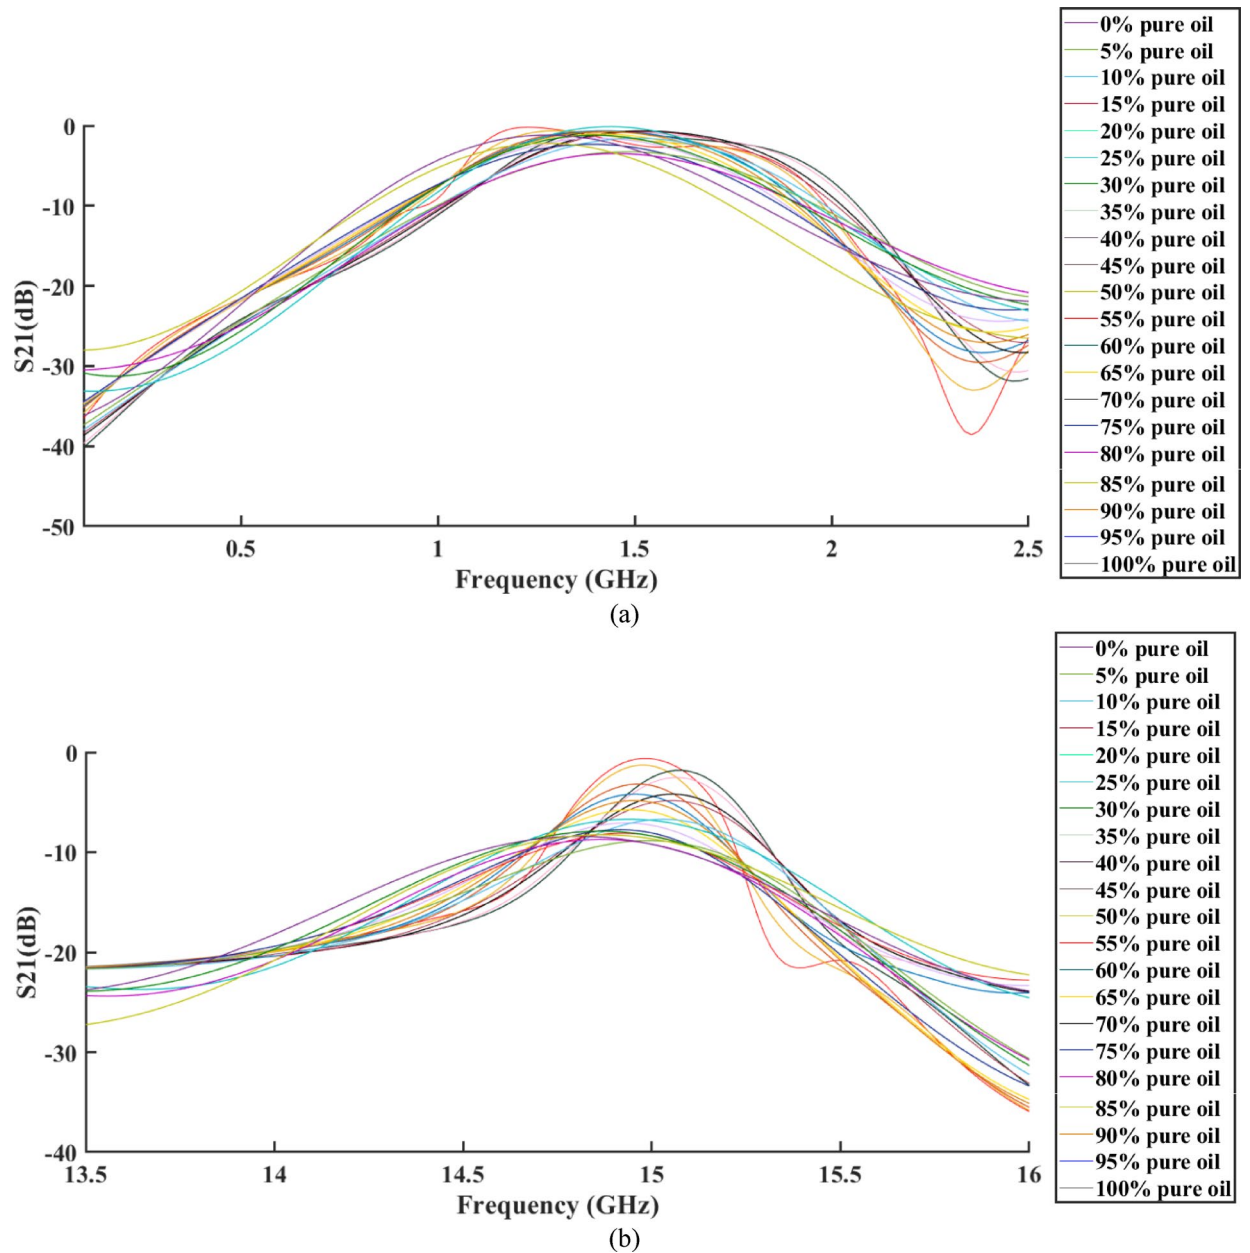 0% pure oil
5% pure oil
10% pure oil
15% pure oil
20% pure oil
25% pure oil
30% pure oil
35% pure oil
40% pure oil
45% pure oil
50% pure oil
55% pure oil
60% pure oil
65% pure oil
70% pure oil
75% pure oil
80% pure oil
85% pure oil
90% pure oil
95% pure oil
100% pure oil
0
-10
-20
-30
-40
-50
S21(dB)
0.5 1 1.5 2 2.5
Frequency (GHz)
(a)
0% pure oil
5% pure oil
10% pure oil
15% pure oil
20% pure oil
25% pure oil
30% pure oil
35% pure oil
40% pure oil
45% pure oil
50% pure oil
55% pure oil
60% pure oil
65% pure oil
70% pure oil
75% pure oil
80% pure oil
85% pure oil
90% pure oil
95% pure oil
100% pure oil
0
-10
-20
-30
-40
S21(dB)
13.5 14 14.5 15 15.5 16
Frequency (GHz)
(b)